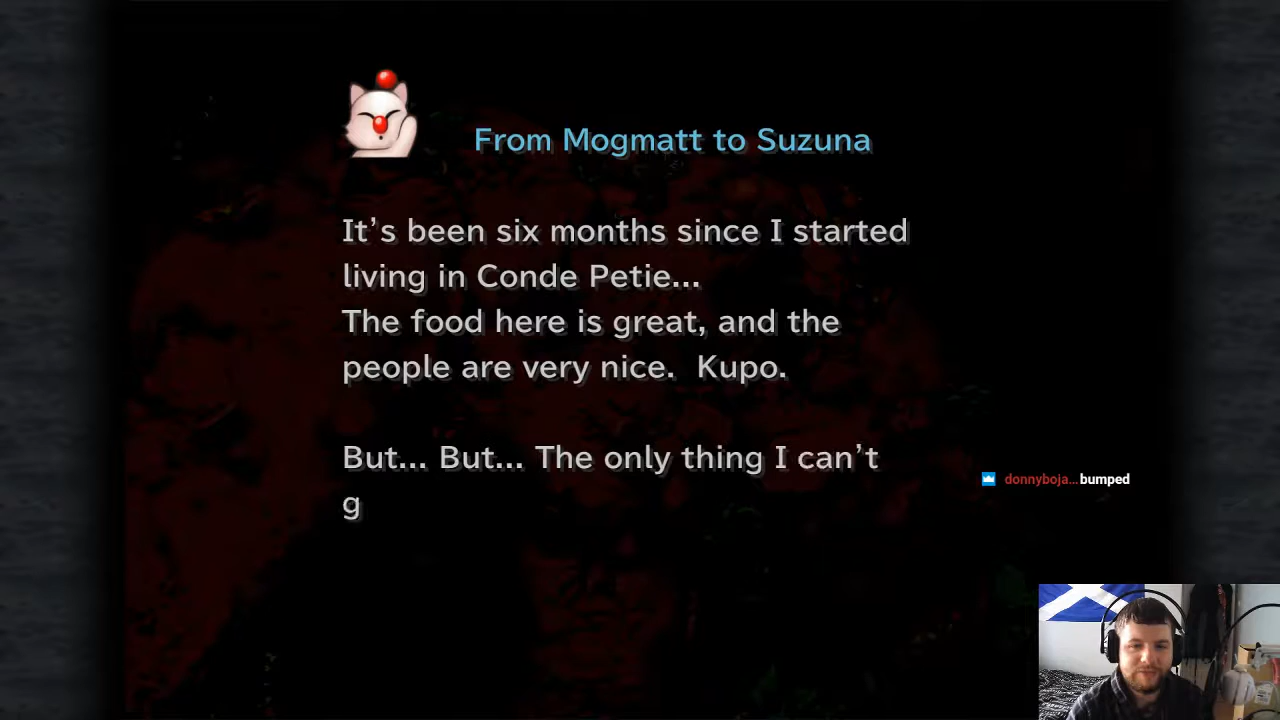 From Mogmatt to Suzuna
It's been six months since I started
living in Conde Petie...
The food here is great, and the
people are very nice.  Kupo.
But... But... The only thing I can't
g
donnyboja... bumped